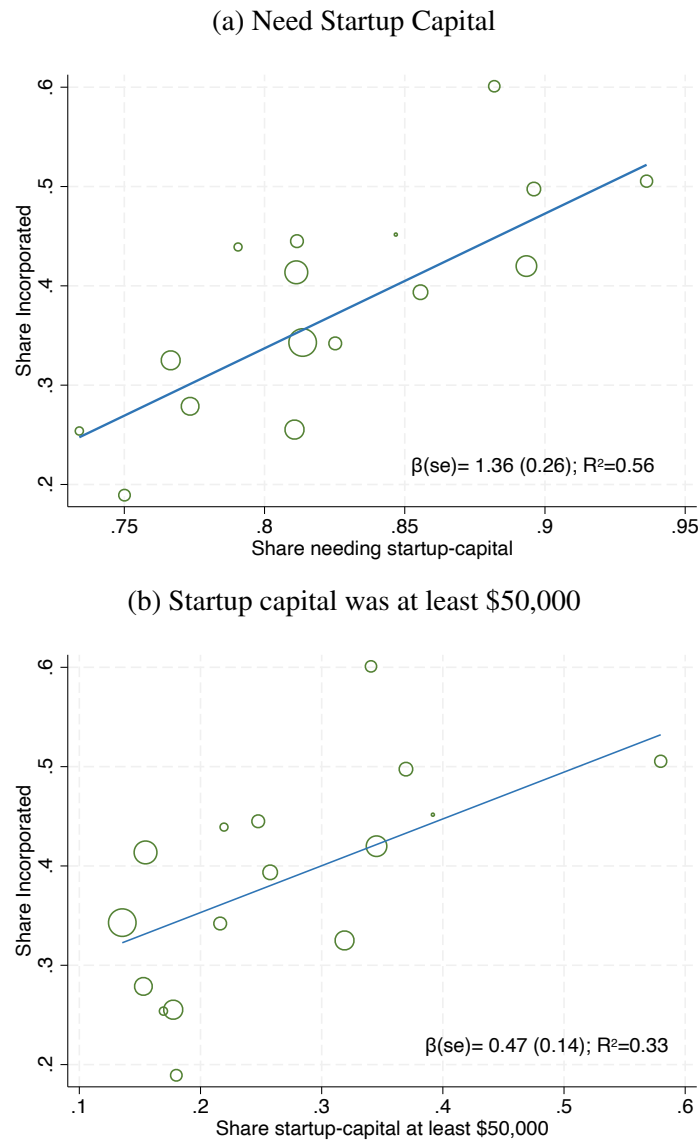 (a) Need Startup Capital
.6
.5
.4
.3
.2
Share Incorporated
β(se)= 1.36 (0.26); R²=0.56
.75 .8 .85 .9 .95
Share needing startup-capital
(b) Startup capital was at least $50,000
.6
.5
.4
.3
.2
Share Incorporated
β(se)= 0.47 (0.14); R²=0.33
.1 .2 .3 .4 .5 .6
Share startup-capital at least $50,000